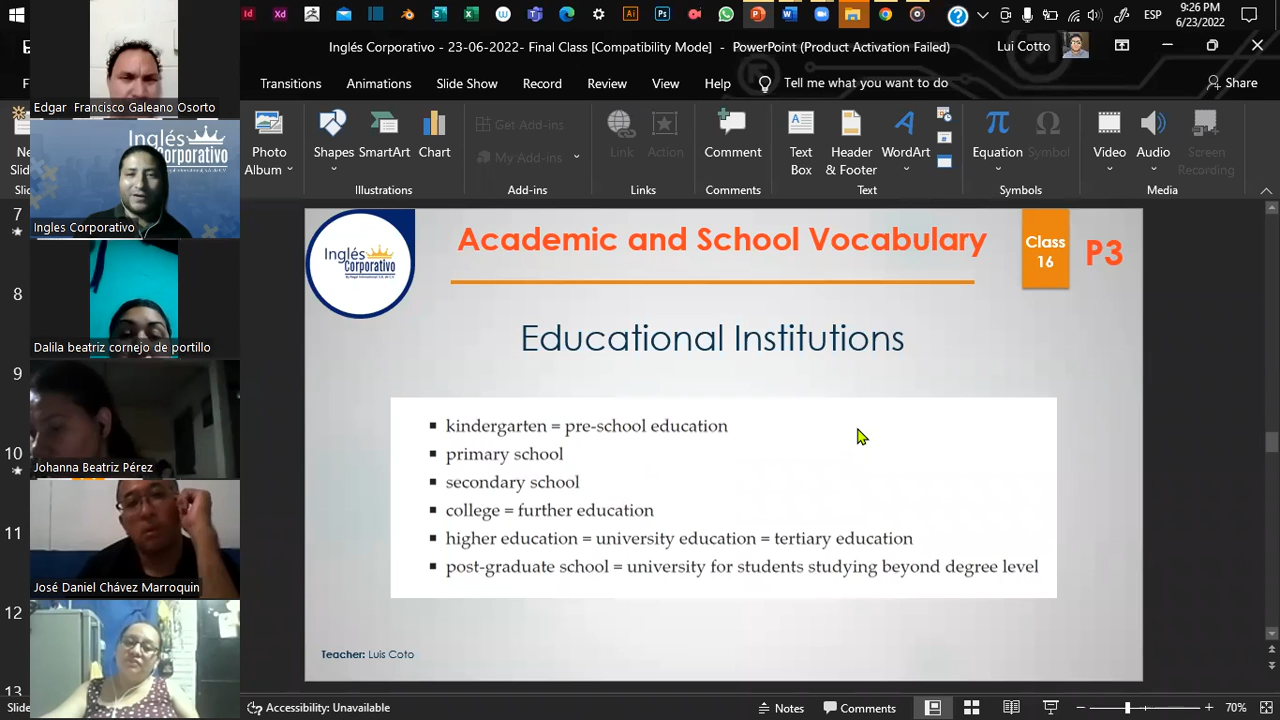 9:26 PM
ESP
6/23/2022
Inglés Corporativo - 23-06-2022- Final Class [Compatibility Mode] - PowerPoint (Product Activation Failed)
Lui Cotto
Transitions Animations Slide Show Record Review View Help Tell me what you want to do Share
Photo Album
Shapes
SmartArt
Chart
Get Add-ins
My Add-ins
Link
Action
Comment
Text Box
Header & Footer
WordArt
Equation
Symbol
Video
Audio
Screen Recording
Illustrations Add-ins Links Comments Text Symbols Media
Edgar Francisco Galeano Osorto
Inglés
Corporativo
Ingles Corporativo
Dalila beatriz cornejo de portillo
Johanna Beatriz Pérez
José Daniel Chávez Marroquin
7
8
9
10
11
12
13
Inglés
Corporativo
Academic and School Vocabulary
Class
16
P3
Educational Institutions
▪ kindergarten = pre-school education
▪ primary school
▪ secondary school
▪ college = further education
▪ higher education = university education = tertiary education
▪ post-graduate school = university for students studying beyond degree level
Teacher: Luis Coto
Accessibility: Unavailable
Notes
Comments
70%